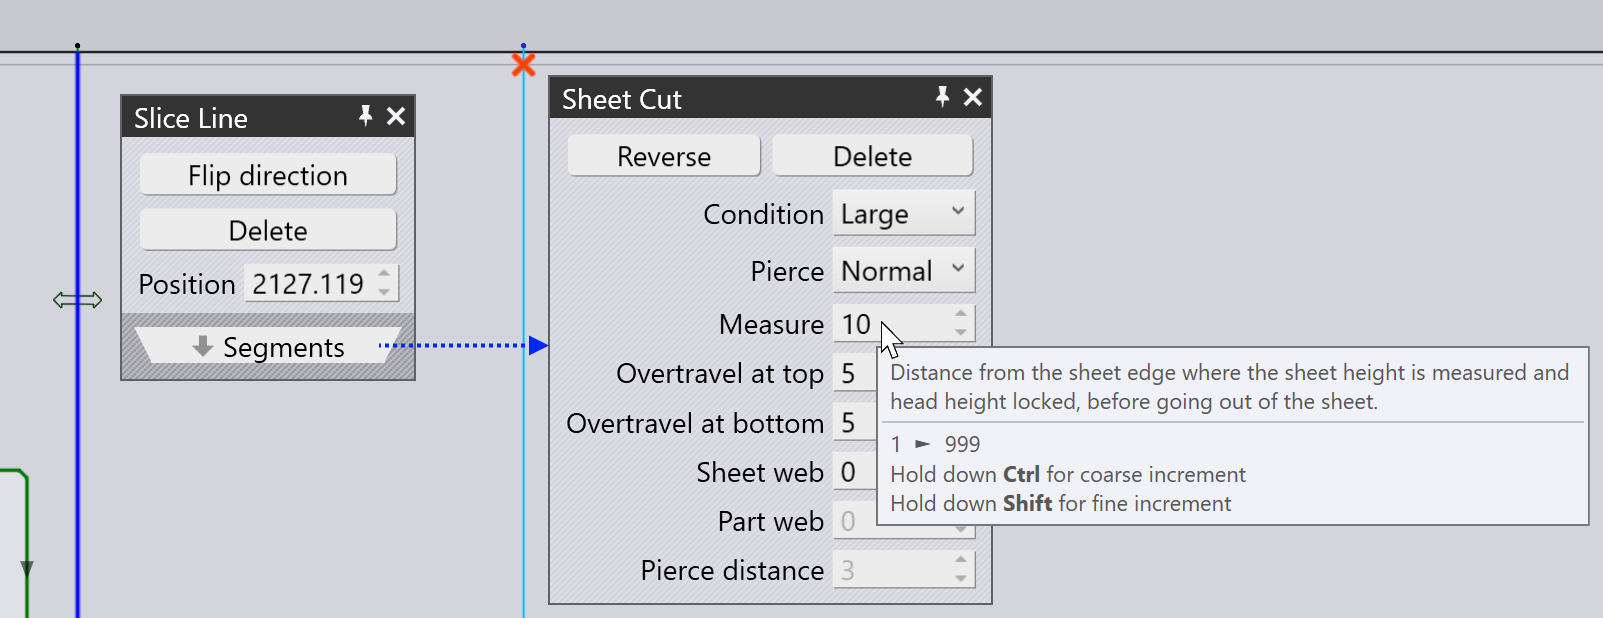 Slice Line
Flip direction
Delete
Position 2127.119
Segments
Sheet Cut
Reverse Delete
Condition Large
Pierce Normal
Measure 10
Overtravel at top 5
Overtravel at bottom 5
Sheet web 0
Part web 0
Pierce distance 3
Distance from the sheet edge where the sheet height is measured and
head height locked, before going out of the sheet.
1 ► 999
Hold down Ctrl for coarse increment
Hold down Shift for fine increment